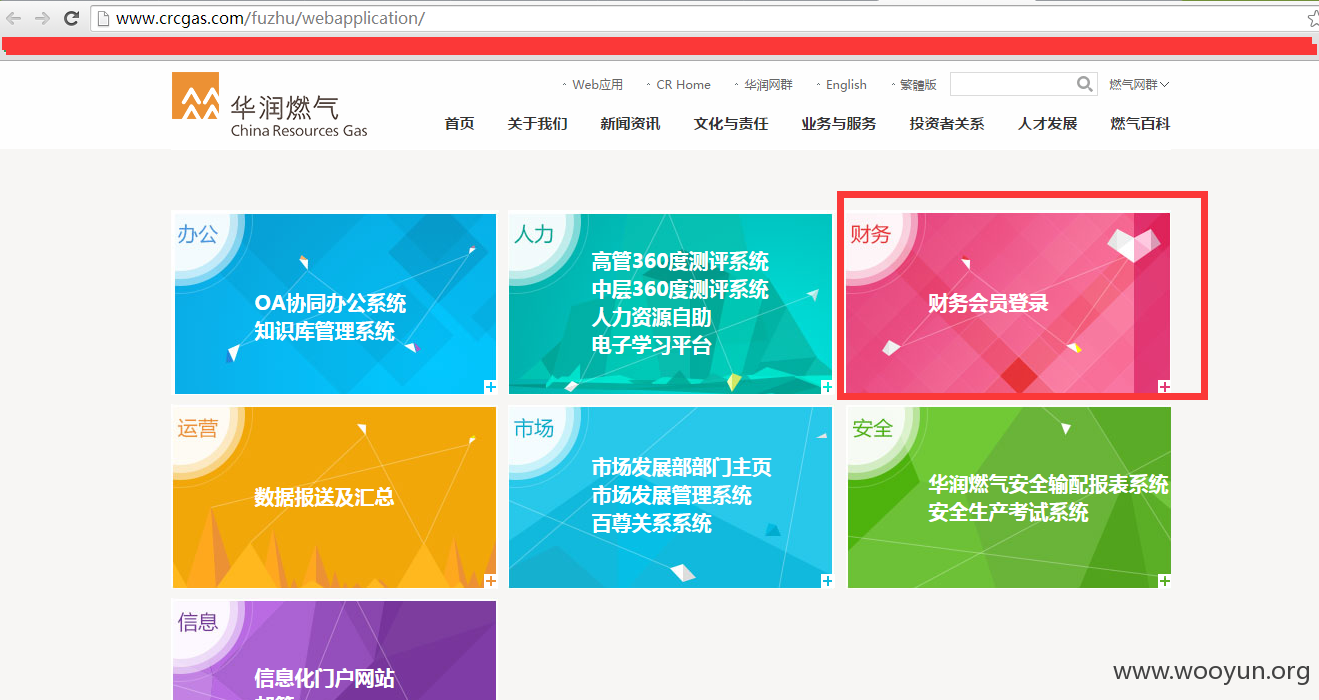 www.crcgas.com/fuzhu/webapplication/
Web应用 CR Home 华润网群 English 繁體版 燃气网群
华润燃气
China Resources Gas
首页 关于我们 新闻资讯 文化与责任 业务与服务 投资者关系 人才发展 燃气百科
办公
OA协同办公系统
知识库管理系统
人力
高管360度测评系统
中层360度测评系统
人力资源自助
电子学习平台
财务
财务会员登录
运营
数据报送及汇总
市场
市场发展部部门主页
市场发展管理系统
百尊关系系统
安全
华润燃气安全输配报表系统
安全生产考试系统
信息
信息化门户网站
www.wooyun.org